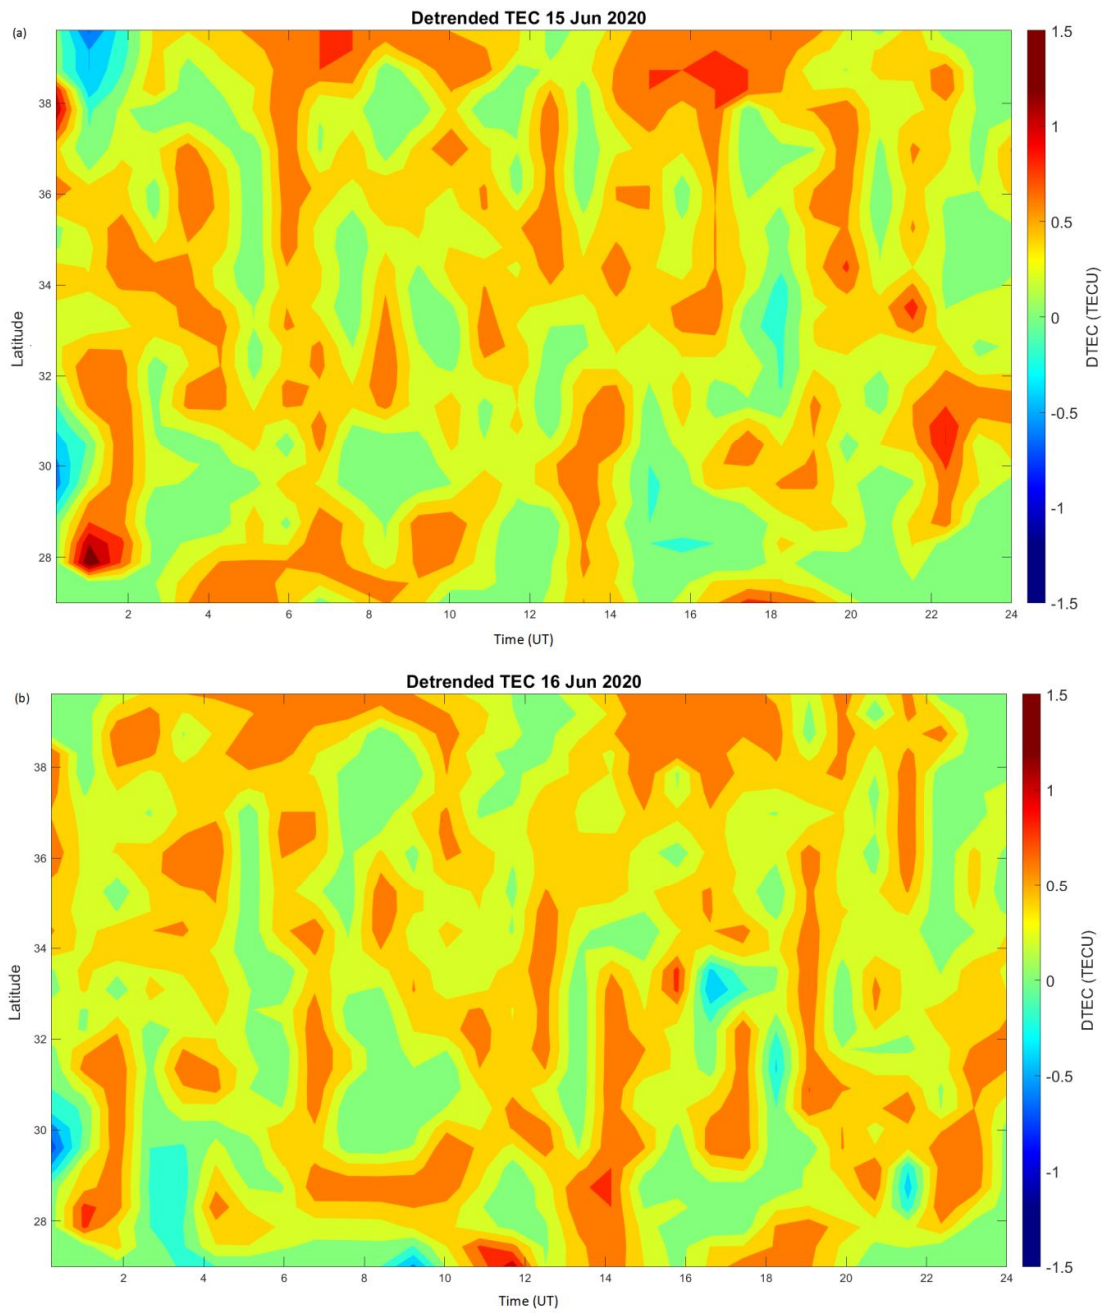 Detrended TEC 15 Jun 2020
(a)
1.5
1
0.5
0
-0.5
-1
-1.5
DTEC (TECU)
38
36
34
32
30
28
Latitude
2 4 6 8 10 12 14 16 18 20 22 24
Time (UT)
Detrended TEC 16 Jun 2020
(b)
1.5
1
0.5
0
-0.5
-1
-1.5
DTEC (TECU)
38
36
34
32
30
28
Latitude
2 4 6 8 10 12 14 16 18 20 22 24
Time (UT)